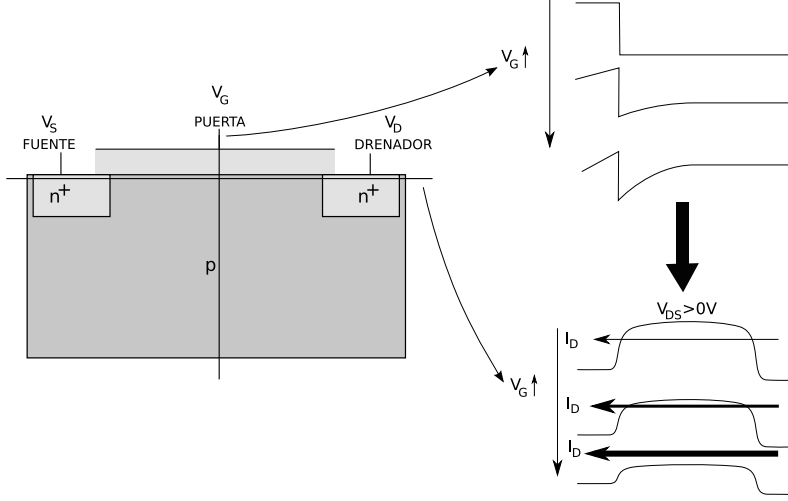 V_G
PUERTA
V_S
FUENTE
V_D
DRENADOR
n+
n+
p
V_G↑
V_DS>0V
I_D
V_G↑
I_D
I_D